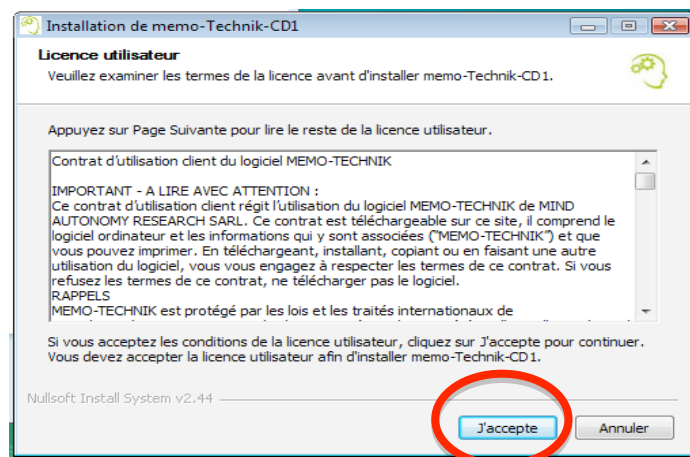 Installation de memo-Technik-CD1
Licence utilisateur
Veuillez examiner les termes de la licence avant d'installer memo-Technik-CD1.
Appuyez sur Page Suivante pour lire le reste de la licence utilisateur.
Contrat d'utilisation client du logiciel MEMO-TECHNIK
IMPORTANT - A LIRE AVEC ATTENTION :
Ce contrat d'utilisation client régit l'utilisation du logiciel MEMO-TECHNIK de MIND
AUTONOMY RESEARCH SARL. Ce contrat est téléchargeable sur ce site, il comprend le
logiciel ordinateur et les informations qui y sont associées ("MEMO-TECHNIK") et que
vous pouvez imprimer. En téléchargeant, installant, copiant ou en faisant une autre
utilisation du logiciel, vous vous engagez à respecter les termes de ce contrat. Si vous
refusez les termes de ce contrat, ne télécharger pas le logiciel.
RAPPELS
MEMO-TECHNIK est protégé par les lois et les traités internationaux de
Si vous acceptez les conditions de la licence utilisateur, cliquez sur J'accepte pour continuer.
Vous devez accepter la licence utilisateur afin d'installer memo-Technik-CD1.
Nullsoft Install System v2.44
J'accepte
Annuler